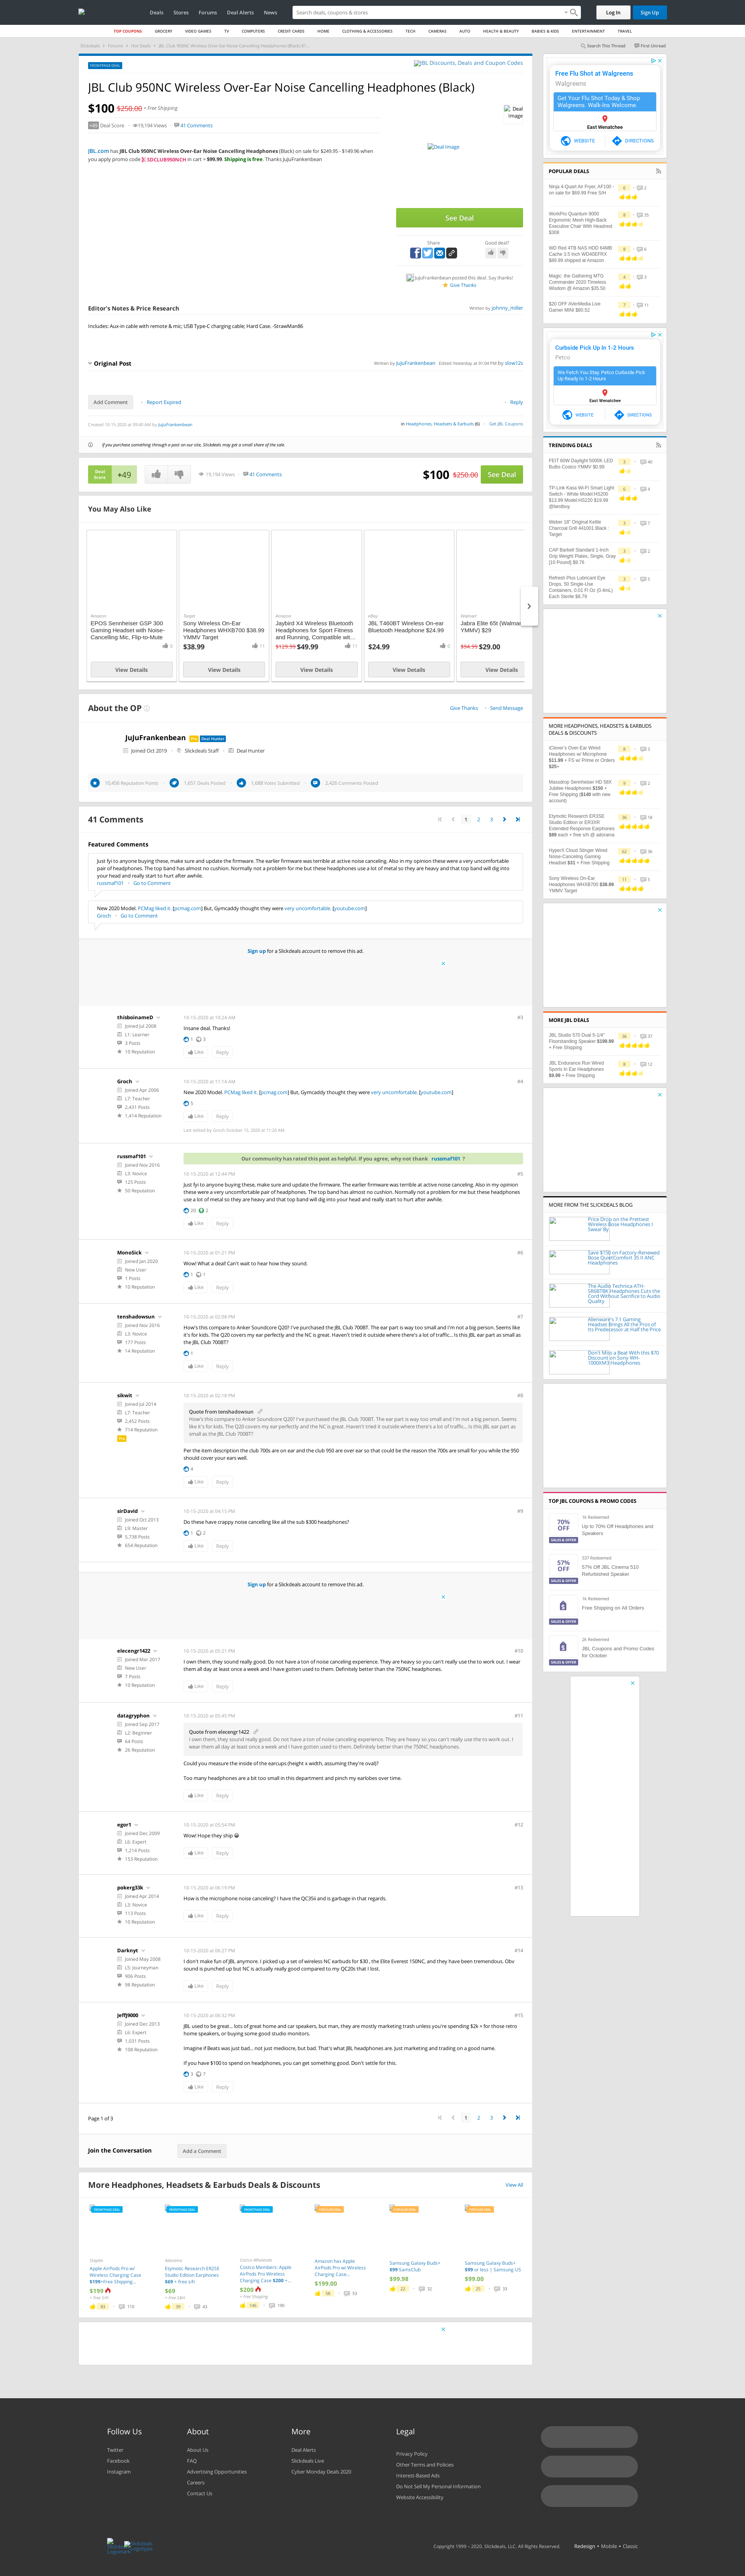 Deals Stores Forums Deal Alerts News
Search deals, coupons & stores
Log In Sign Up
TOP COUPONS GROCERY VIDEO GAMES TV COMPUTERS CREDIT CARDS HOME CLOTHING & ACCESSORIES TECH CAMERAS AUTO HEALTH & BEAUTY BABIES & KIDS ENTERTAINMENT TRAVEL
Search This Thread First Unread
FRONTPAGE DEAL
JBL Discounts, Deals and Coupon Codes
JBL Club 950NC Wireless Over-Ear Noise Cancelling Headphones (Black)
$100 $250.00 + Free Shipping
+49 Deal Score 19,194 Views 41 Comments
Deal Image
JBL.com has JBL Club 950NC Wireless Over-Ear Noise Cancelling Headphones (Black) on sale for $249.95 - $149.96 when
you apply promo code SDCLUB950NCH in cart = $99.99. Shipping is free. Thanks JuJuFrankenbean
Deal Image
See Deal
Share Good deal?
JuJuFrankenbean posted this deal. Say thanks!
Give Thanks
Editor's Notes & Price Research
Written by johnny_miller
Includes: Aux-in cable with remote & mic; USB Type-C charging cable; Hard Case. -StrawMan86
Original Post
Written by JuJuFrankenbean Edited Yesterday at 01:04 PM by slow12s
Add Comment Report Expired Reply
Created 10-15-2020 at 09:40 AM by JuJuFrankenbean
in Headphones, Headsets & Earbuds (6) Get JBL Coupons
If you purchase something through a post on our site, Slickdeals may get a small share of the sale.
Deal Score +49 19,194 Views 41 Comments $100 $250.00 See Deal
You May Also Like
Amazon
EPOS Sennheiser GSP 300 Gaming Headset with Noise-Cancelling Mic, Flip-to-Mute
View Details
Target
Sony Wireless On-Ear Headphones WHXB700 $38.99 YMMV Target
$38.99 11
View Details
Amazon
Jaybird X4 Wireless Bluetooth Headphones for Sport Fitness and Running, Compatible wit...
$129.99 $49.99 11
View Details
eBay
JBL T460BT Wireless On-ear Bluetooth Headphone $24.99
$24.99 0
View Details
Walmart
Jabra Elite 65t (Walmar YMMV) $29
$94.99 $29.00
View Details
About the OP
Give Thanks Send Message
JuJuFrankenbean Pro Deal Hunter
Joined Oct 2019 Slickdeals Staff Deal Hunter
10,456 Reputation Points 1,651 Deals Posted 1,688 Votes Submitted 2,426 Comments Posted
41 Comments
1 2 3
Featured Comments
Just fyi to anyone buying these, make sure and update the firmware. The earlier firmware was terrible at active noise canceling. Also in my opinion these were a very uncomfortable pair of headphones. The top band has almost no cushion. Normally not a problem for me but these headphones use a lot of metal so they are heavy and that top band will dig into
your head and really start to hurt after awhile.
russmaf101 Go to Comment
New 2020 Model. PCMag liked it. [pcmag.com] But, Gymcaddy thought they were very uncomfortable. [youtube.com]
Groch Go to Comment
Sign up for a Slickdeals account to remove this ad.
thisboinameD
Joined Jul 2008
L1: Learner
3 Posts
10 Reputation
10-15-2020 at 10:24 AM #3
Insane deal. Thanks!
1 3
Like Reply
Groch
Joined Apr 2006
L7: Teacher
2,431 Posts
1,414 Reputation
10-15-2020 at 11:14 AM #4
New 2020 Model. PCMag liked it. [pcmag.com] But, Gymcaddy thought they were very uncomfortable. [youtube.com]
5
Like Reply
Last edited by Groch October 15, 2020 at 11:20 AM.
russmaf101
Joined Nov 2016
L3: Novice
125 Posts
50 Reputation
Our community has rated this post as helpful. If you agree, why not thank russmaf101 ?
10-15-2020 at 12:44 PM #5
Just fyi to anyone buying these, make sure and update the firmware. The earlier firmware was terrible at active noise canceling. Also in my opinion
these were a very uncomfortable pair of headphones. The top band has almost no cushion. Normally not a problem for me but these headphones
use a lot of metal so they are heavy and that top band will dig into your head and really start to hurt after awhile.
20 2
Like Reply
MonoSick
Joined Jan 2020
New User
1 Posts
10 Reputation
10-15-2020 at 01:21 PM #6
Wow! What a deal! Can't wait to hear how they sound.
1 1
Like Reply
tenshadowsun
Joined Nov 2016
L3: Novice
177 Posts
14 Reputation
10-15-2020 at 02:08 PM #7
How's this compare to Anker Soundcore Q20? I've purchased the JBL Club 700BT. The ear part is way too small and I'm not a big person. Seems like
it's for kids. The Q20 covers my ear perfectly and the NC is great. Haven't tried it outside where there's a lot of traffic... Is this JBL ear part as small as
the JBL Club 700BT?
1
Like Reply
sikwit
Joined Jul 2014
L7: Teacher
2,452 Posts
714 Reputation
Pro
10-15-2020 at 02:18 PM #8
Quote from tenshadowsun
How's this compare to Anker Soundcore Q20? I've purchased the JBL Club 700BT. The ear part is way too small and I'm not a big person. Seems
like it's for kids. The Q20 covers my ear perfectly and the NC is great. Haven't tried it outside where there's a lot of traffic... Is this JBL ear part as
small as the JBL Club 700BT?
Per the item description the club 700s are on ear and the club 950 are over ear so that could be the reason the 700s are small for you while the 950
should cover your ears well.
4
Like Reply
sirDavid
Joined Oct 2013
L9: Master
5,738 Posts
654 Reputation
10-15-2020 at 04:15 PM #9
Do these have crappy noise cancelling like all the sub $300 headphones?
1 2
Like Reply
Sign up for a Slickdeals account to remove this ad.
elecengr1422
Joined Mar 2017
New User
7 Posts
10 Reputation
10-15-2020 at 05:21 PM #10
I own them, they sound really good. Do not have a ton of noise canceling experience. They are heavy so you can't really use the to work out. I wear
them all day at least once a week and I have gotten used to them. Definitely better than the 750NC headphones.
Like Reply
datagryphon
Joined Sep 2017
L2: Beginner
64 Posts
26 Reputation
10-15-2020 at 05:45 PM #11
Quote from elecengr1422
I own them, they sound really good. Do not have a ton of noise canceling experience. They are heavy so you can't really use the to work out. I
wear them all day at least once a week and I have gotten used to them. Definitely better than the 750NC headphones.
Could you measure the inside of the earcups (height x width, assuming they're oval)?
Too many headphones are a bit too small in this department and pinch my earlobes over time.
Like Reply
egor1
Joined Dec 2009
L6: Expert
1,214 Posts
153 Reputation
10-15-2020 at 05:54 PM #12
Wow! Hope they ship
Like Reply
pokerg33k
Joined Apr 2014
L3: Novice
113 Posts
10 Reputation
10-15-2020 at 06:19 PM #13
How is the microphone noise canceling? I have the QC35ii and is garbage in that regards.
Like Reply
Darknyt
Joined May 2008
L5: Journeyman
906 Posts
98 Reputation
10-15-2020 at 06:27 PM #14
I don't make fun of JBL anymore. I picked up a set of wireless NC earbuds for $30 , the Elite Everest 150NC, and they have been tremendous. Obv
sound is punched up but NC is actually really good compared to my QC20s that I lost.
Like Reply
JeffJ9000
Joined Dec 2013
L6: Expert
1,031 Posts
108 Reputation
10-15-2020 at 06:32 PM #15
JBL used to be great... lots of great home and car speakers, but man, they are mostly marketing trash unless you're spending $2k + for those retro
home speakers, or buying some good studio monitors.
Imagine if Beats was just bad... not just mediocre, but bad. That's what JBL headphones are. Just marketing and trading on a good name.
If you have $100 to spend on headphones, you can get something good. Don't settle for this.
3 7
Like Reply
Page 1 of 3
1 2 3
Join the Conversation Add a Comment
More Headphones, Headsets & Earbuds Deals & Discounts View All
Staples
Apple AirPods Pro w/ Wireless Charging Case $199+Free Shipping...
$199
93 110
Adorama
Etymotic Research ER2SE Studio Edition Earphones $69 + free s/h
$69
39 43
Costco Wholesale
Costco Members: Apple AirPods Pro Wireless Charging Case $200 +...
$200
+ Free Shipping
146 190
Amazon has Apple AirPods Pro w/ Wireless Charging Case...
$199.00
56 53
Samsung Galaxy Buds+ $99 SamsClub
$99.98
22 32
Samsung Galaxy Buds+ $99 or less | Samsung US
$99.00
25 33
Free Flu Shot at Walgreens
Walgreens
Get Your Flu Shot Today & Shop Walgreens. Walk-Ins Welcome
East Wenatchee
WEBSITE DIRECTIONS
POPULAR DEALS
Ninja 4-Quart Air Fryer, AF100 - on sale for $69.99 Free S/H
6 2
WorkPro Quantum 9000 Ergonomic Mesh High-Back Executive Chair With Headrest $308
8 35
WD Red 4TB NAS HDD 64MB Cache 3.5 inch WD40EFRX $89.99 shipped at Amazon
8 6
Magic: the Gathering MTG Commander 2020 Timeless Wisdom @ Amazon $35.50
4 3
$20 OFF AVerMedia Live Gamer MINI $80.52
7 11
Curbside Pick Up In 1-2 Hours
Petco
We Fetch You Stay. Petco Curbside Pick Up Ready In 1-2 Hours
East Wenatchee
WEBSITE DIRECTIONS
TRENDING DEALS
FEIT 60W Daylight 5000K LED Bulbs Costco YMMV $0.99
3 40
TP-Link Kasa Wi-Fi Smart Light Switch - White Model:HS200 $13.99 Model:HS220 $19.99 @bestbuy
6 4
Weber 18" Original Kettle Charcoal Grill 441001 Black : Target
3 7
CAP Barbell Standard 1-Inch Grip Weight Plates, Single, Gray [10 Pound] $9.76
3 2
Refresh Plus Lubricant Eye Drops, 50 Single-Use Containers, 0.01 Fl Oz (0.4mL) Each Sterile $6.79
3 5
MORE HEADPHONES, HEADSETS & EARBUDS DEALS & DISCOUNTS
iClever's Over-Ear Wired Headphones w/ Microphone $11.99 + FS w/ Prime or Orders $25+
8 3
Massdrop Sennheiser HD 58X Jubilee Headphones $150 + Free Shipping ($140 with new account)
9 2
Etymotic Research ER3SE Studio Edition or ER3XR Extended Response Earphones $89 each + free s/h @ adorama
36 14
HyperX Cloud Stinger Wired Noise-Canceling Gaming Headset $31 + Free Shipping
62 36
Sony Wireless On-Ear Headphones WHXB700 $38.99 YMMV Target
11 5
MORE JBL DEALS
JBL Studio 570 Dual 5-1/4" Floorstanding Speaker $199.99 + Free Shipping
36 37
JBL Endurance Run Wired Sports In Ear Headphones $9.99 + Free Shipping
8 12
MORE FROM THE SLICKDEALS BLOG
Price Drop on the Prettiest Wireless Bose Headphones I Swear By
Save $150 on Factory-Renewed Bose QuietComfort 35 II ANC Headphones
The Audio Technica ATH-SR6BTBK Headphones Cuts the Cord Without Sacrifice to Audio Quality
Alienware's 7.1 Gaming Headset Brings All the Pros of Its Predecessor at Half the Price
Don't Miss a Beat With this $70 Discount on Sony WH-1000XM3 Headphones
TOP JBL COUPONS & PROMO CODES
70% OFF SALES & OFFER
1k Redeemed
Up to 70% Off Headphones and Speakers
57% OFF SALES & OFFER
537 Redeemed
57% Off JBL Cinema 510 Refurbished Speaker
SALES & OFFER
1k Redeemed
Free Shipping on All Orders
SALES & OFFER
2k Redeemed
JBL Coupons and Promo Codes for October
Follow Us
Twitter
Facebook
Instagram
About
About Us
FAQ
Advertising Opportunities
Careers
Contact Us
More
Deal Alerts
Slickdeals Live
Cyber Monday Deals 2020
Legal
Privacy Policy
Other Terms and Policies
Interest-Based Ads
Do Not Sell My Personal Information
Website Accessibility
Copyright 1999 - 2020. Slickdeals, LLC. All Rights Reserved. Redesign • Mobile • Classic